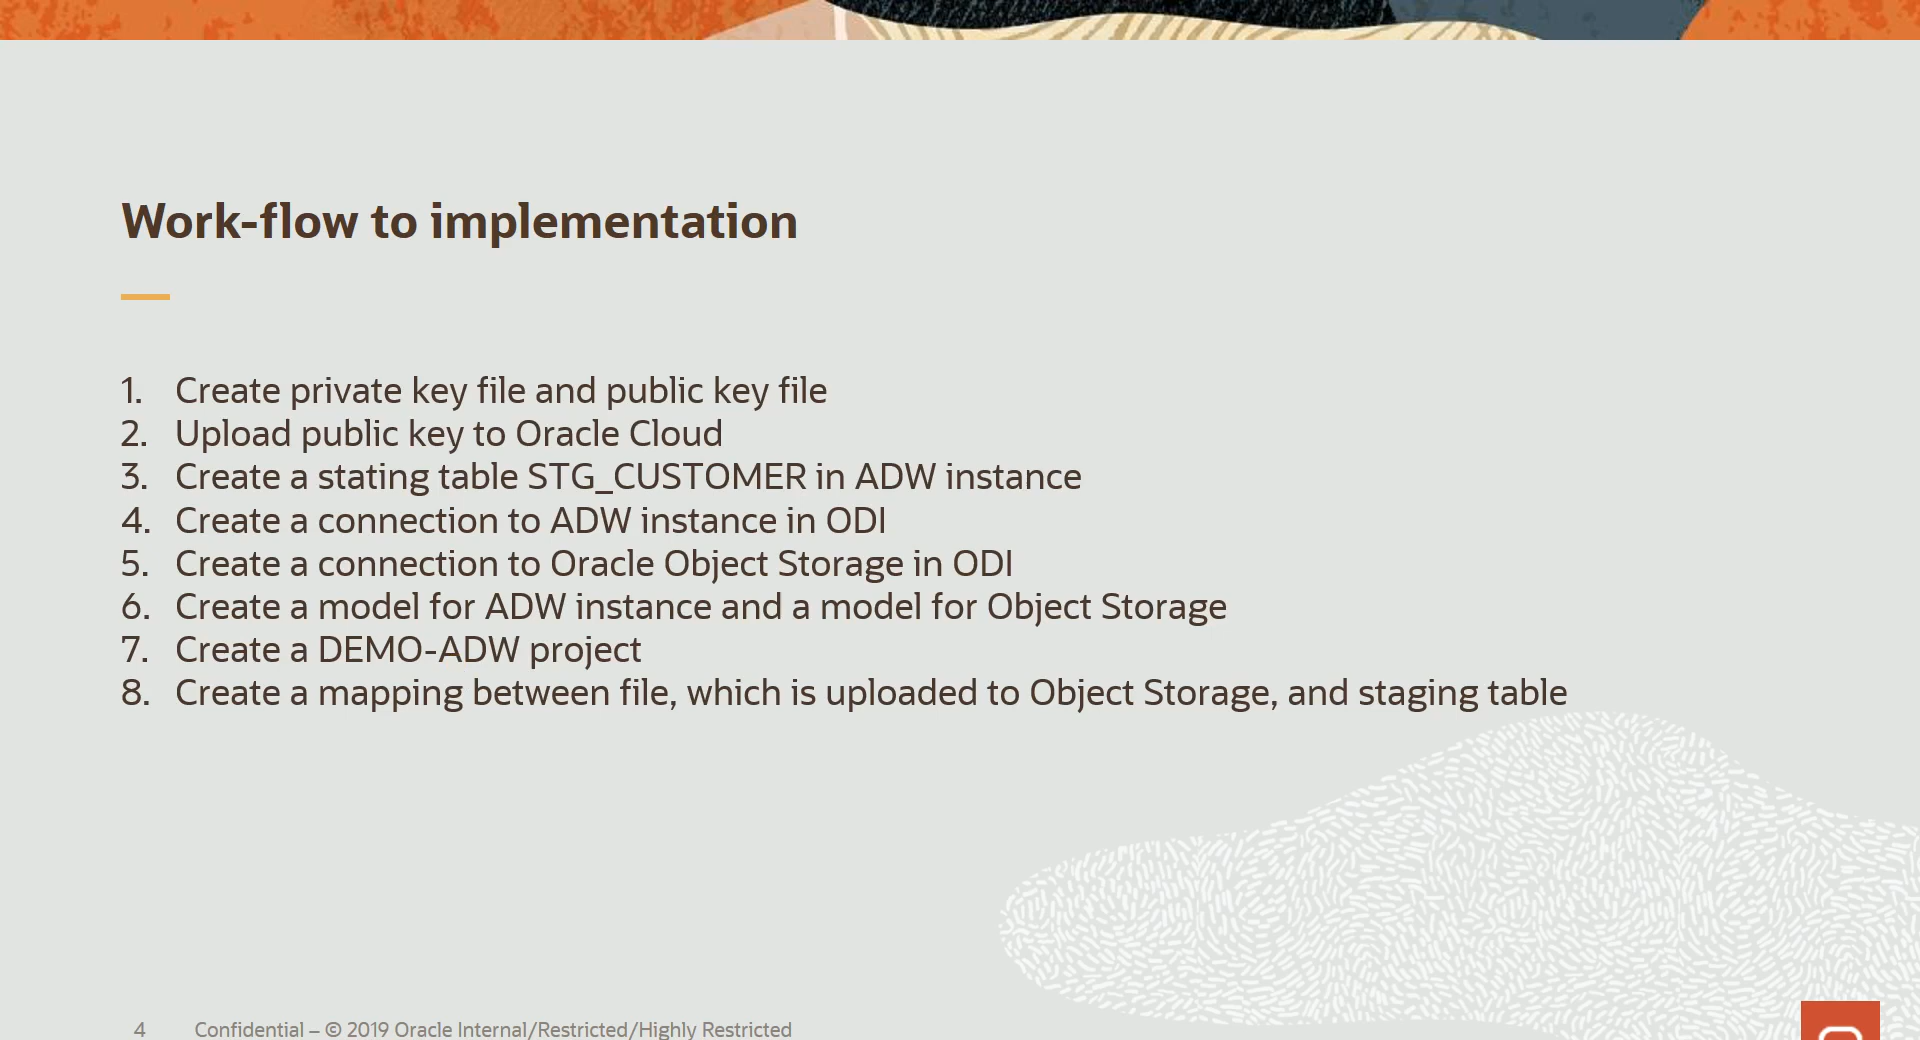 Work-flow to implementation
1. Create private key file and public key file
2. Upload public key to Oracle Cloud
3. Create a stating table STG_CUSTOMER in ADW instance
4. Create a connection to ADW instance in ODI
5. Create a connection to Oracle Object Storage in ODI
6. Create a model for ADW instance and a model for Object Storage
7. Create a DEMO-ADW project
8. Create a mapping between file, which is uploaded to Object Storage, and staging table
4 Confidential – © 2019 Oracle Internal/Restricted/Highly Restricted